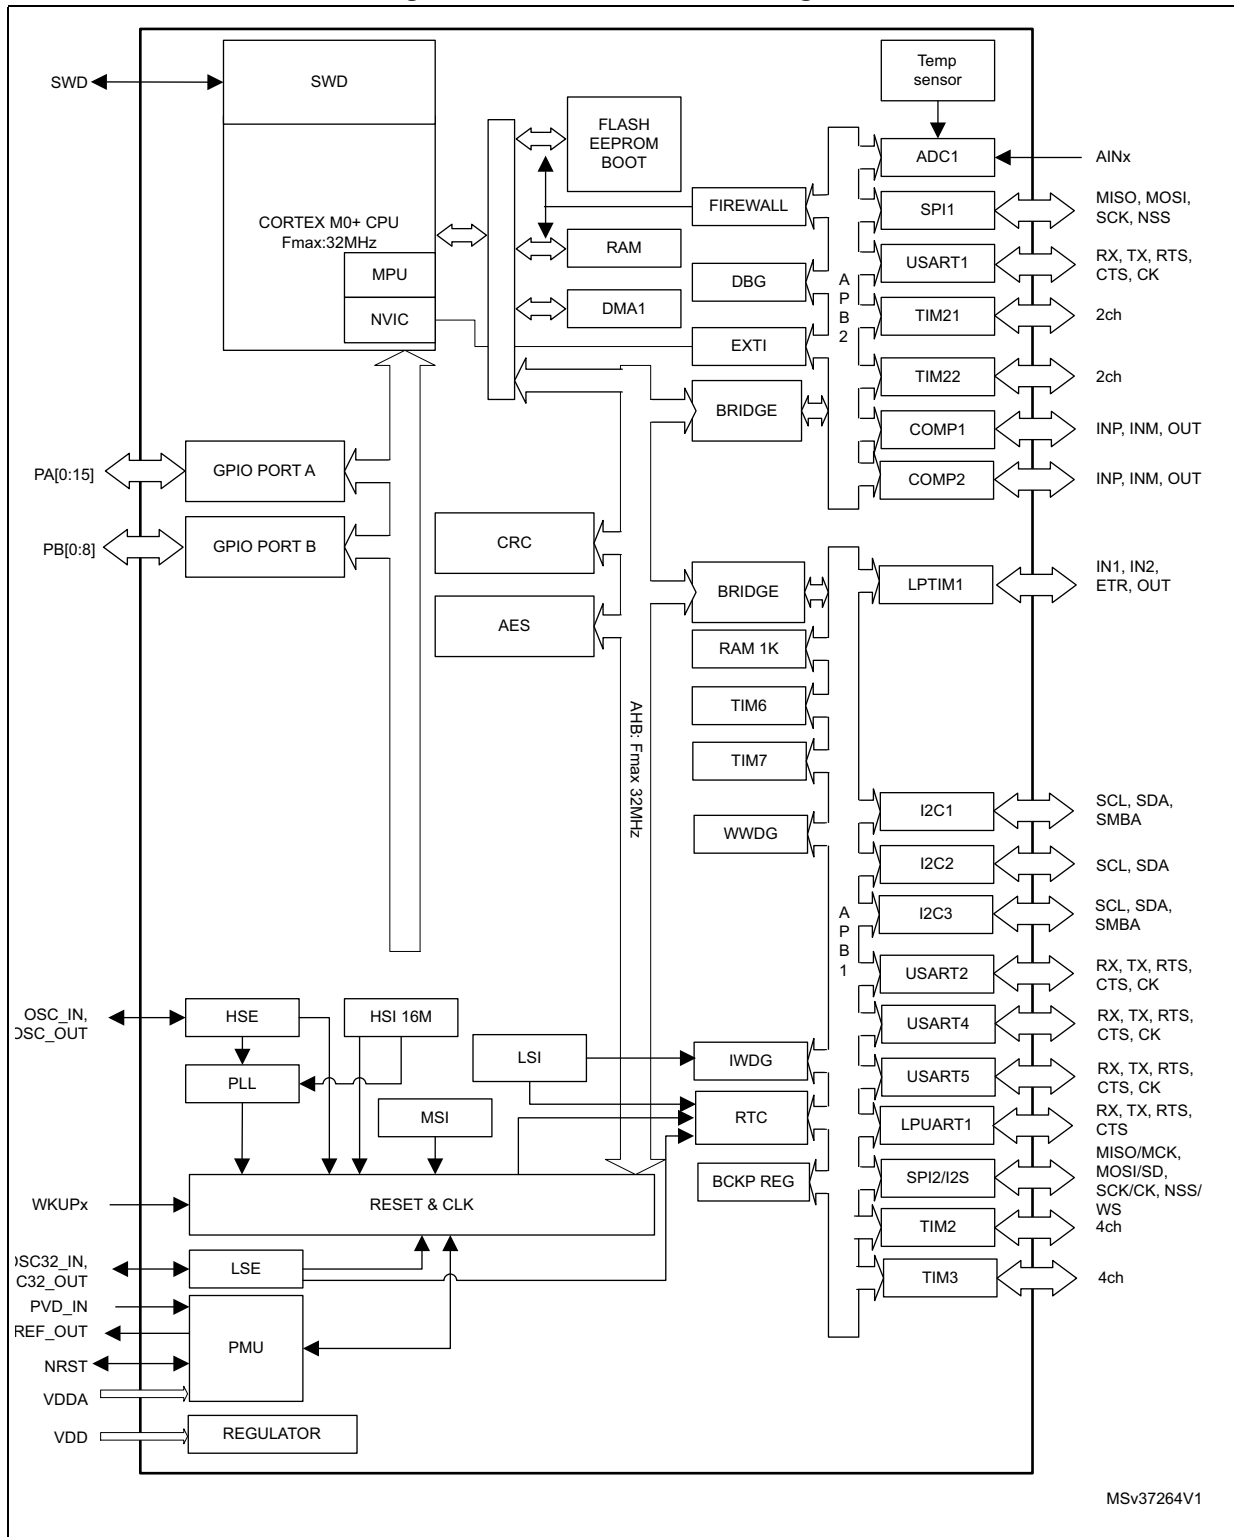 SWD
SWD
CORTEX M0+ CPU
Fmax:32MHz
MPU
NVIC
FLASH
EEPROM
BOOT
RAM
DMA1
FIREWALL
DBG
EXTI
BRIDGE
APB2
Temp
sensor
ADC1
AINx
SPI1
MISO, MOSI,
SCK, NSS
USART1
RX, TX, RTS,
CTS, CK
TIM21
2ch
TIM22
2ch
COMP1
INP, INM, OUT
COMP2
INP, INM, OUT
PA[0:15]
GPIO PORT A
PB[0:8]
GPIO PORT B
CRC
AES
AHB: Fmax 32MHz
BRIDGE
RAM 1K
TIM6
TIM7
WWDG
APB1
LPTIM1
IN1, IN2,
ETR, OUT
I2C1
SCL, SDA,
SMBA
I2C2
SCL, SDA
I2C3
SCL, SDA,
SMBA
USART2
RX, TX, RTS,
CTS, CK
USART4
RX, TX, RTS,
CTS, CK
USART5
RX, TX, RTS,
CTS, CK
LPUART1
RX, TX, RTS,
CTS
SPI2/I2S
MISO/MCK,
MOSI/SD,
SCK/CK, NSS/
WS
TIM2
4ch
TIM3
4ch
OSC_IN,
OSC_OUT
HSE
HSI 16M
PLL
MSI
LSI
IWDG
RTC
BCKP REG
WKUPx
RESET & CLK
OSC32_IN,
C32_OUT
LSE
PVD_IN
REF_OUT
NRST
VDDA
PMU
VDD
REGULATOR
MSv37264V1